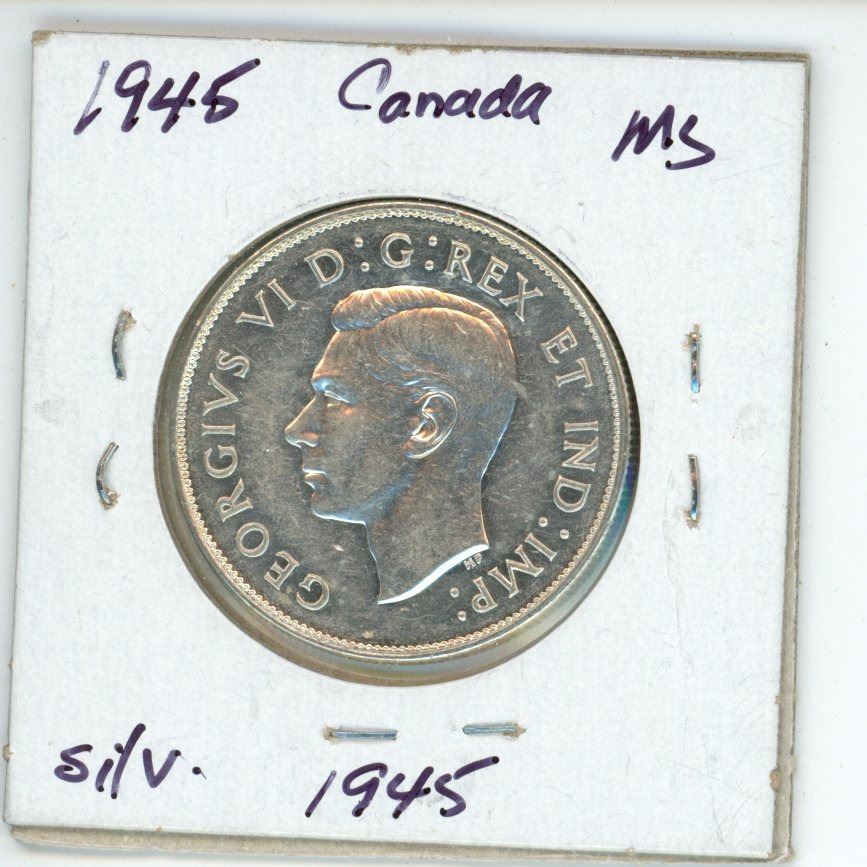 1945 Canada MS
GEORGIVS VI D:G:REX ET IND:IMP:
HP
silv. 1945